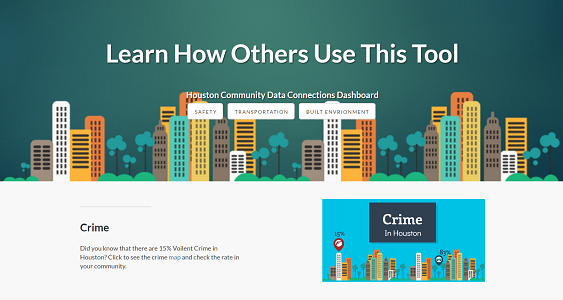 Learn How Others Use This Tool
Houston Community Data Connections Dashboard
SAFETY
TRANSPORTATION
BUILT ENVRIONMENT
Crime
Did you know that there are 15% Voilent Crime in
Houston? Click to see the crime map and check the rate in
your community.
Crime
In Houston
15%